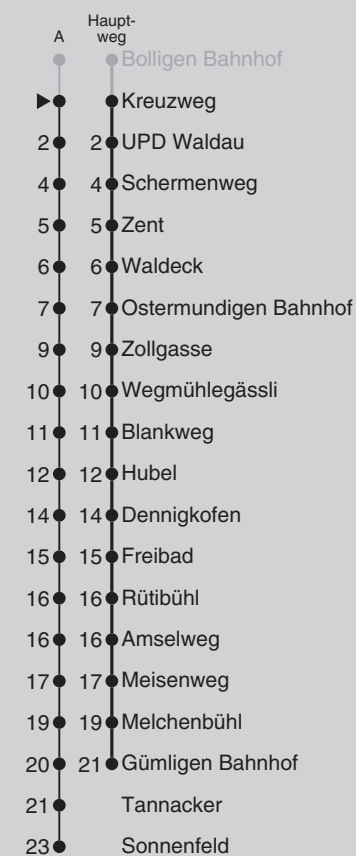 A Haupt-
weg
Bolligen Bahnhof
Kreuzweg
2 2 UPD Waldau
4 4 Schermenweg
5 5 Zent
6 6 Waldeck
7 7 Ostermundigen Bahnhof
9 9 Zollgasse
10 10 Wegmühlegässli
11 11 Blankweg
12 12 Hubel
14 14 Dennigkofen
15 15 Freibad
16 16 Rütibühl
16 16 Amselweg
17 17 Meisenweg
19 19 Melchenbühl
20 21 Gümligen Bahnhof
21 Tannacker
23 Sonnenfeld